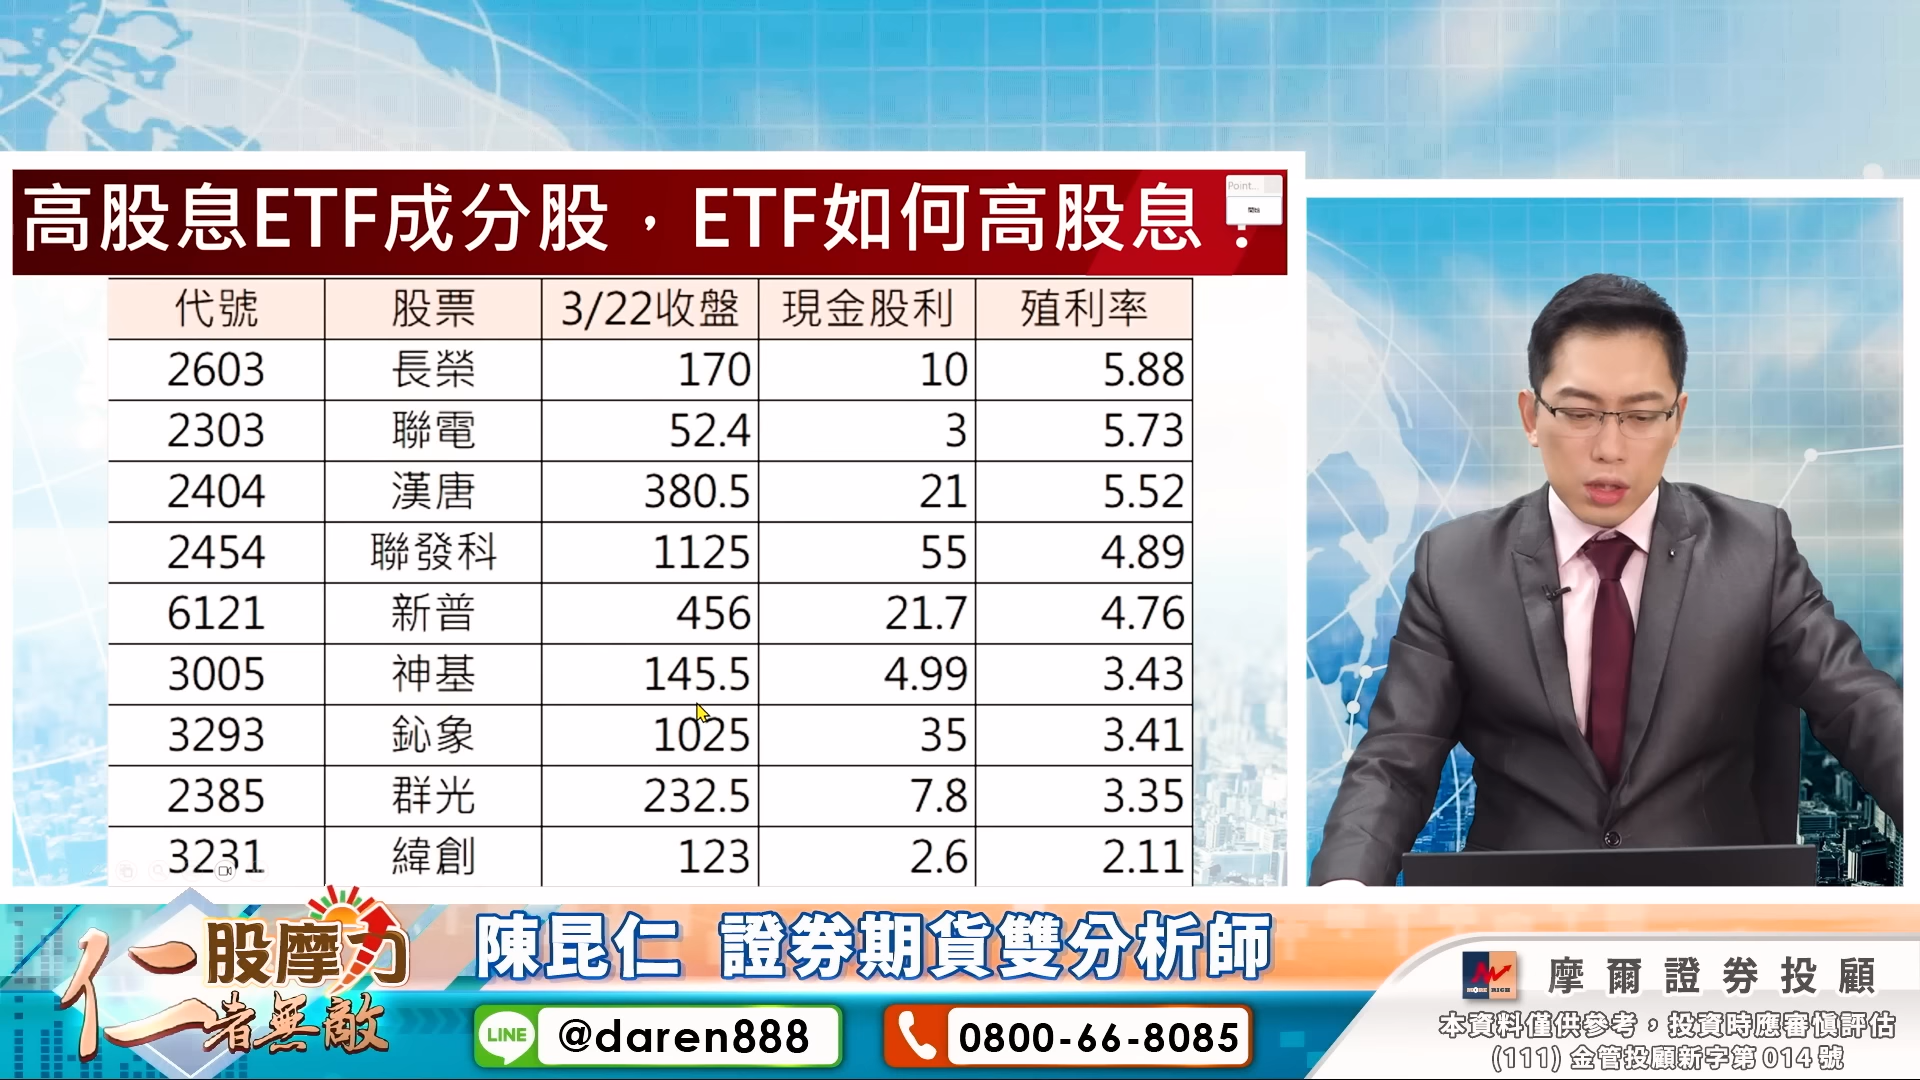 高股息ETF成分股，ETF如何高股息
Point...
代號 股票 3/22收盤 現金股利 殖利率
2603 長榮 170 10 5.88
2303 聯電 52.4 3 5.73
2404 漢唐 380.5 21 5.52
2454 聯發科 1125 55 4.89
6121 新普 456 21.7 4.76
3005 神基 145.5 4.99 3.43
3293 鈊象 1025 35 3.41
2385 群光 232.5 7.8 3.35
3231 緯創 123 2.6 2.11
股摩力
仁者無敵
陳昆仁 證券期貨雙分析師
LINE @daren888
0800-66-8085
摩爾證券投顧
本資料僅供參考，投資時應審慎評估
(111) 金管投顧新字第 014 號